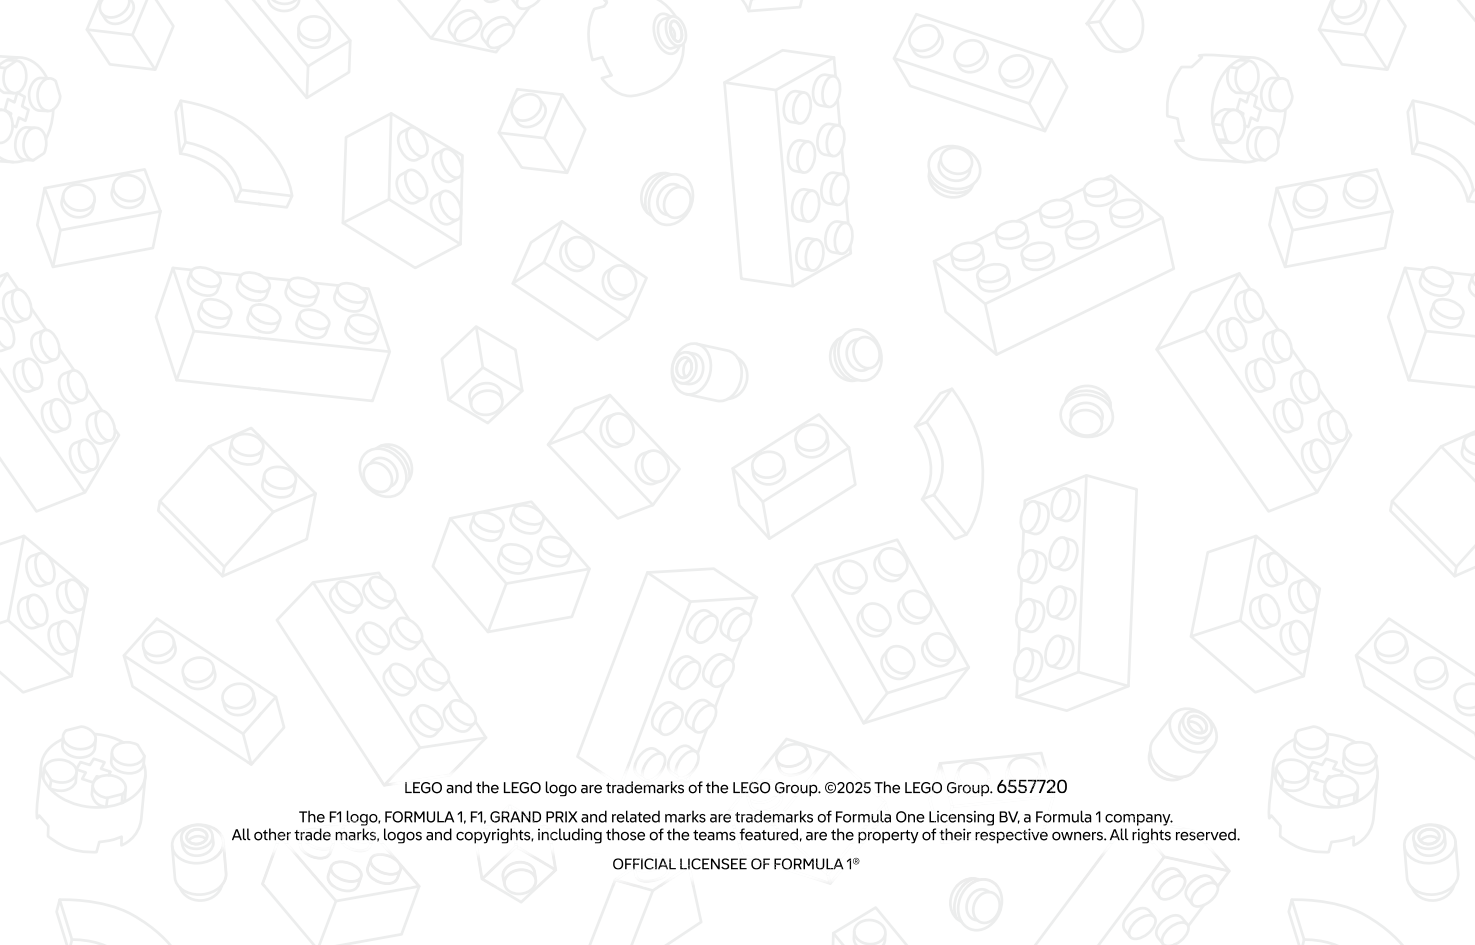 LEGO and the LEGO logo are trademarks of the LEGO Group. ©2025 The LEGO Group. 6557720
The F1 logo, FORMULA 1, F1, GRAND PRIX and related marks are trademarks of Formula One Licensing BV, a Formula 1 company.
All other trade marks, logos and copyrights, including those of the teams featured, are the property of their respective owners. All rights reserved.
OFFICIAL LICENSEE OF FORMULA 1®